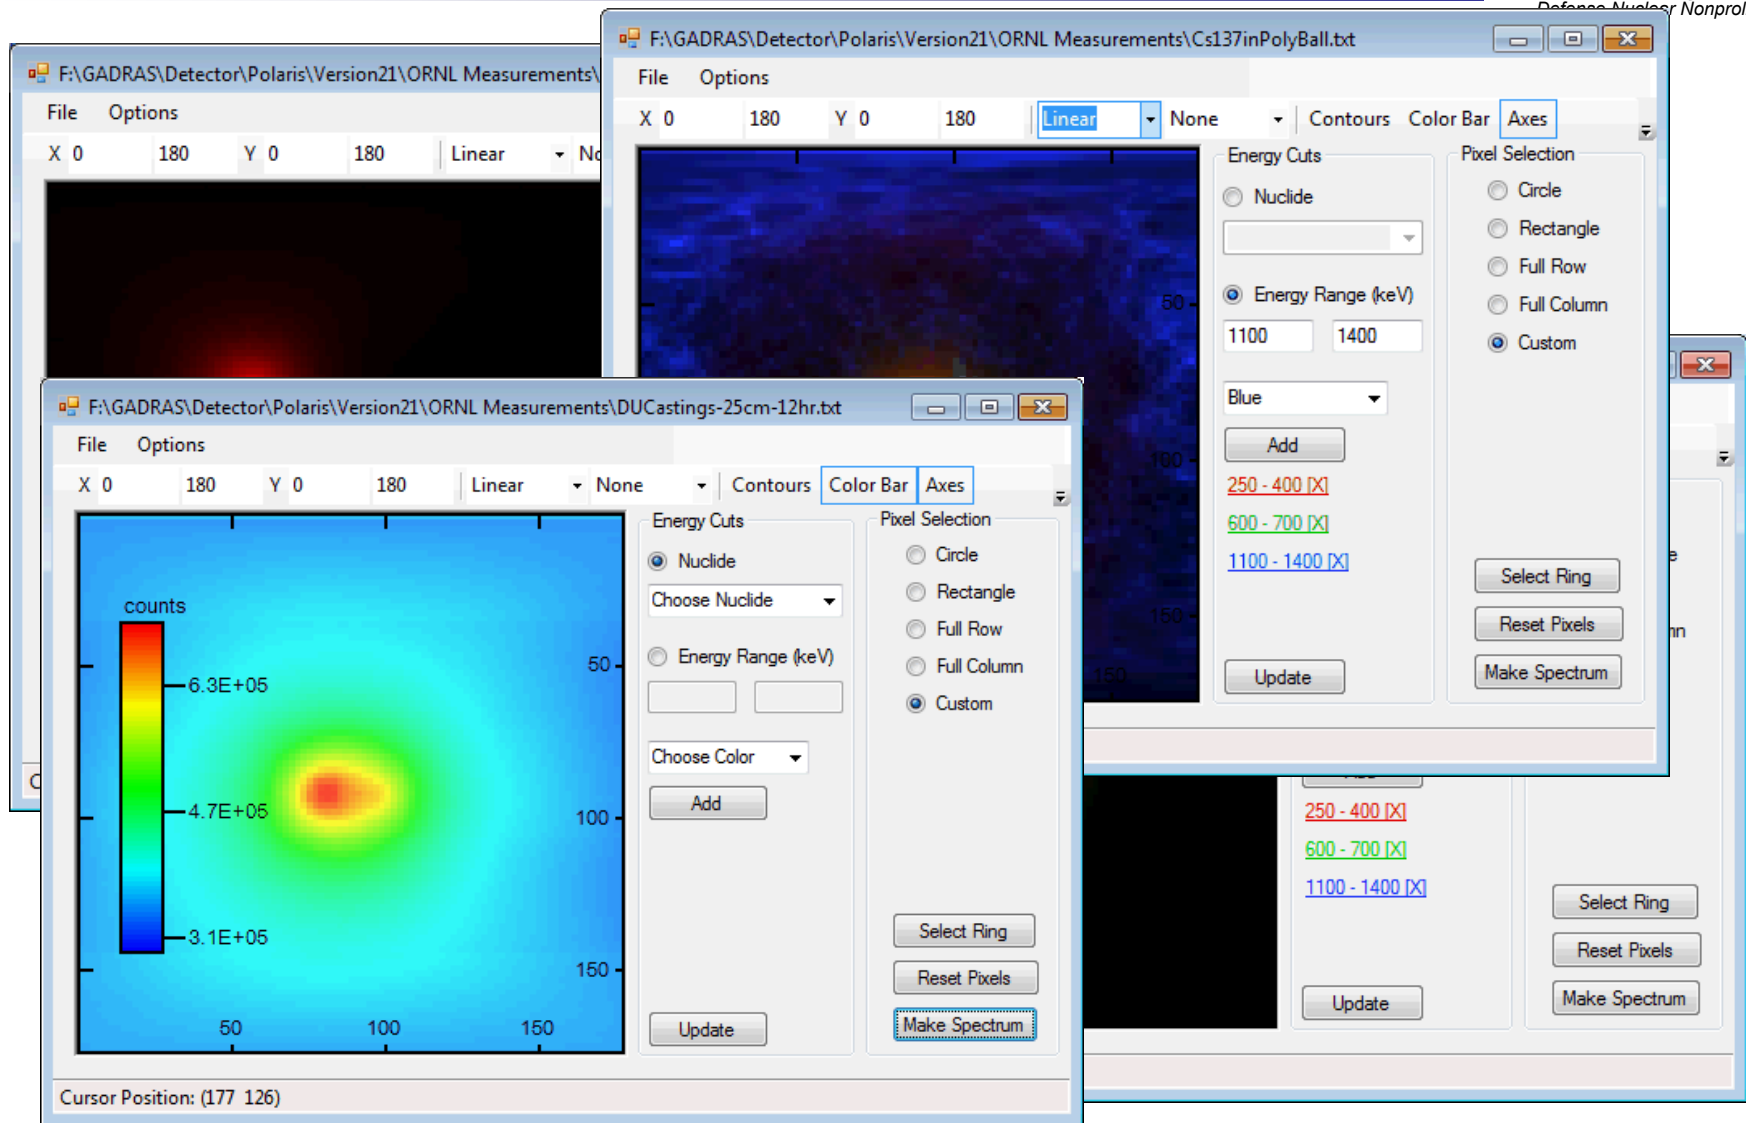 Defense Nuclear Nonprol
F:\GADRAS\Detector\Polaris\Version21\ORNL Measurements\
File Options
X 0 180 Y 0 180 Linear
F:\GADRAS\Detector\Polaris\Version21\ORNL Measurements\Cs137inPolyBall.txt
File Options
X 0 180 Y 0 180 Linear None Contours Color Bar Axes
Energy Cuts
Nuclide
Energy Range (keV)
1100 1400
Blue
Add
250 - 400 [X]
600 - 700 [X]
1100 - 1400 [X]
Update
Pixel Selection
Circle
Rectangle
Full Row
Full Column
Custom
Select Ring
Reset Pixels
Make Spectrum
50
100
150
150
F:\GADRAS\Detector\Polaris\Version21\ORNL Measurements\DUCastings-25cm-12hr.txt
File Options
X 0 180 Y 0 180 Linear None Contours Color Bar Axes
counts
6.3E+05
4.7E+05
3.1E+05
50
100
150
50 100 150
Energy Cuts
Nuclide
Choose Nuclide
Energy Range (keV)
Choose Color
Add
Update
Pixel Selection
Circle
Rectangle
Full Row
Full Column
Custom
Select Ring
Reset Pixels
Make Spectrum
Cursor Position: (177 126)
250 - 400 [X]
600 - 700 [X]
1100 - 1400 [X]
Update
Select Ring
Reset Pixels
Make Spectrum